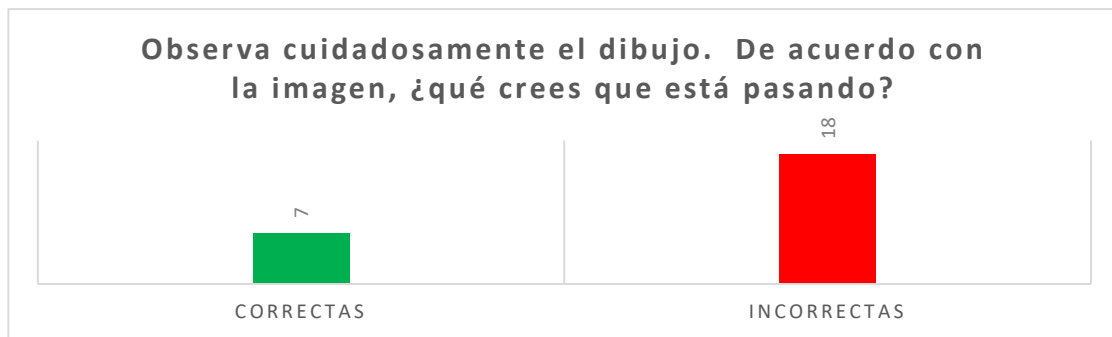 Observa cuidadosamente el dibujo. De acuerdo con
la imagen, ¿qué crees que está pasando?
7
18
CORRECTAS
INCORRECTAS